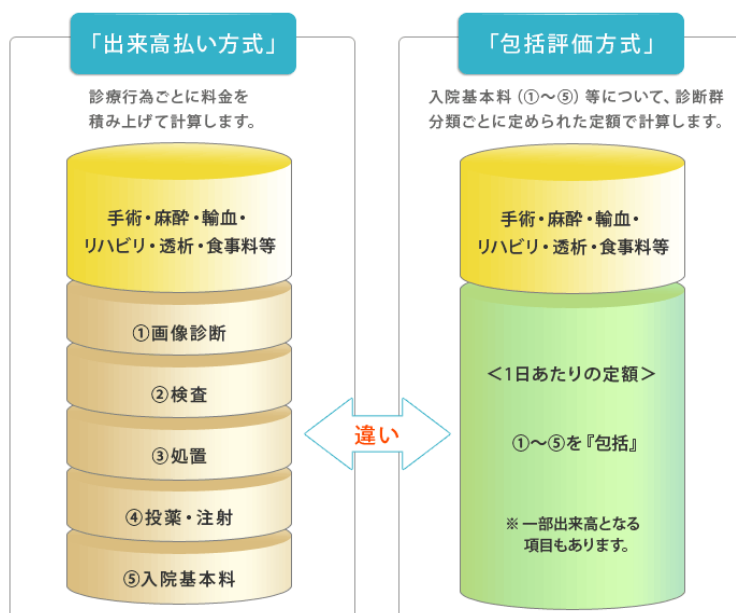 「出来高払い方式」
診療行為ごとに料金を
積み上げて計算します。
手術・麻酔・輸血・
リハビリ・透析・食事料等
①画像診断
②検査
③処置
④投薬・注射
⑤入院基本料
違い
「包括評価方式」
入院基本料(①～⑤)等について、診断群
分類ごとに定められた定額で計算します。
手術・麻酔・輸血・
リハビリ・透析・食事料等
＜1日あたりの定額＞
①～⑤を『包括』
※一部出来高となる
項目もあります。